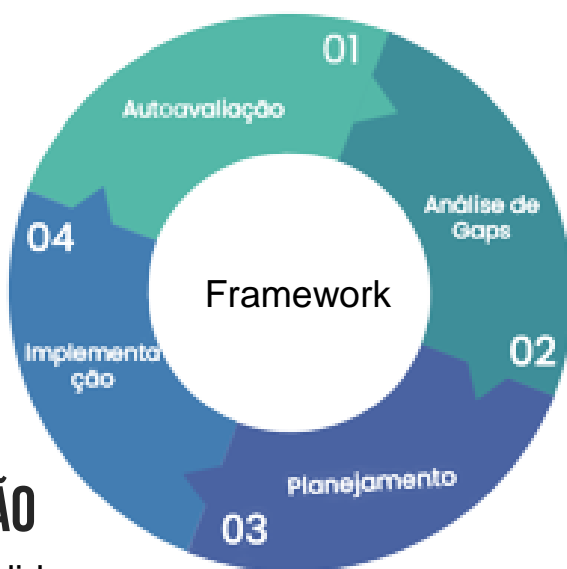 01
Autoavaliação
Análise de
Gaps
02
Framework
04
Implementa
ção
Planejamento
03
ÃO